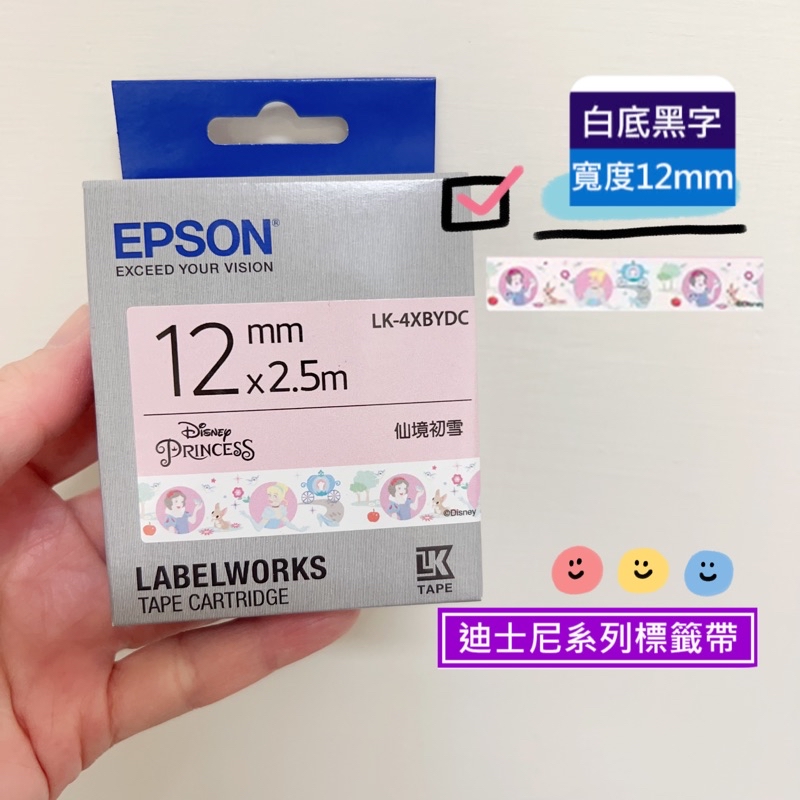 白底黑字
寬度12mm
EPSON®
EXCEED YOUR VISION
12 mm x 2.5m
LK-4XBYDC
Disney
PRINCESS
仙境初雪
©Disney
©Disney
LABELWORKS
TAPE CARTRIDGE
LK
TAPE
迪士尼系列標籤帶